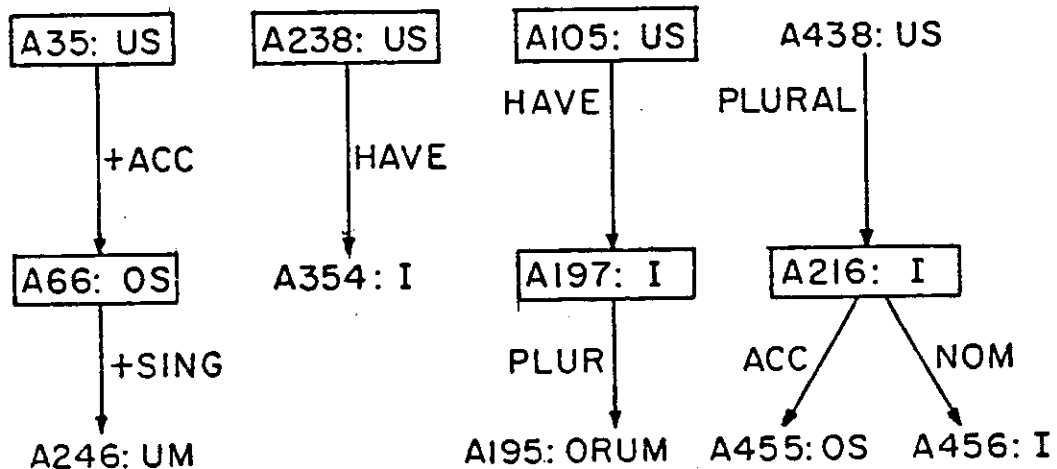 A35: US A238: US A105: US A438: US
HAVE PLURAL
+ACC HAVE
A66: OS A354: I A197: I A216: I
+SING PLUR ACC NOM
A246: UM A195: ORUM A455: OS A456: I